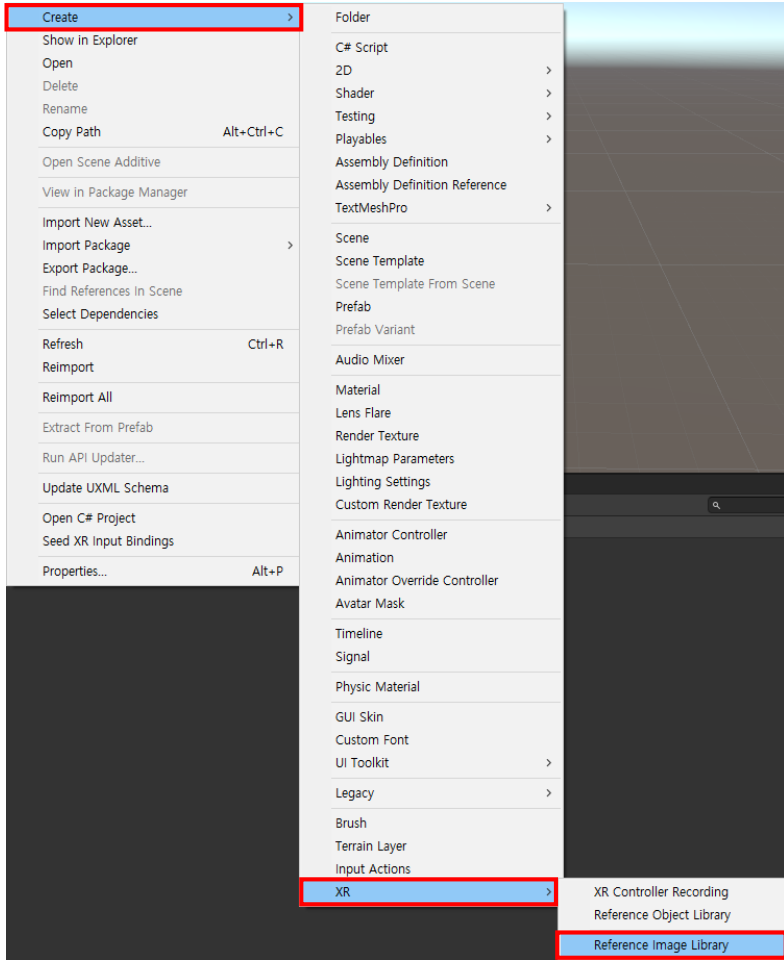 Create
Show in Explorer
Open
Delete
Rename
Copy Path Alt+Ctrl+C
Open Scene Additive
View in Package Manager
Import New Asset...
Import Package
Export Package...
Find References In Scene
Select Dependencies
Refresh Ctrl+R
Reimport
Reimport All
Extract From Prefab
Run API Updater...
Update UXML Schema
Open C# Project
Seed XR Input Bindings
Properties... Alt+P
Folder
C# Script
2D
Shader
Testing
Playables
Assembly Definition
Assembly Definition Reference
TextMeshPro
Scene
Scene Template
Scene Template From Scene
Prefab
Prefab Variant
Audio Mixer
Material
Lens Flare
Render Texture
Lightmap Parameters
Lighting Settings
Custom Render Texture
Animator Controller
Animation
Animator Override Controller
Avatar Mask
Timeline
Signal
Physic Material
GUI Skin
Custom Font
UI Toolkit
Legacy
Brush
Terrain Layer
Input Actions
XR
XR Controller Recording
Reference Object Library
Reference Image Library